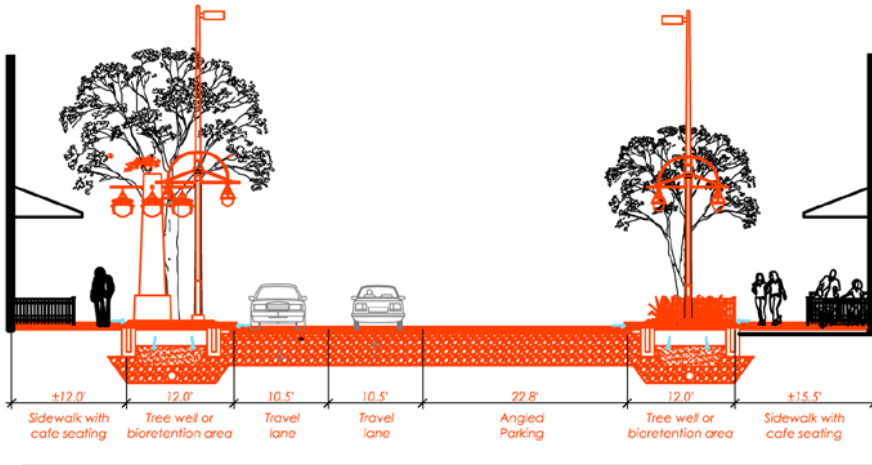 ±12.0' 12.0' 10.5' 10.5' 22.8' 12.0' ±15.5'
Sidewalk with Tree well or Travel Travel Angled Tree well or Sidewalk with
cafe seating bioretention area lane lane Parking bioretention area cafe seating